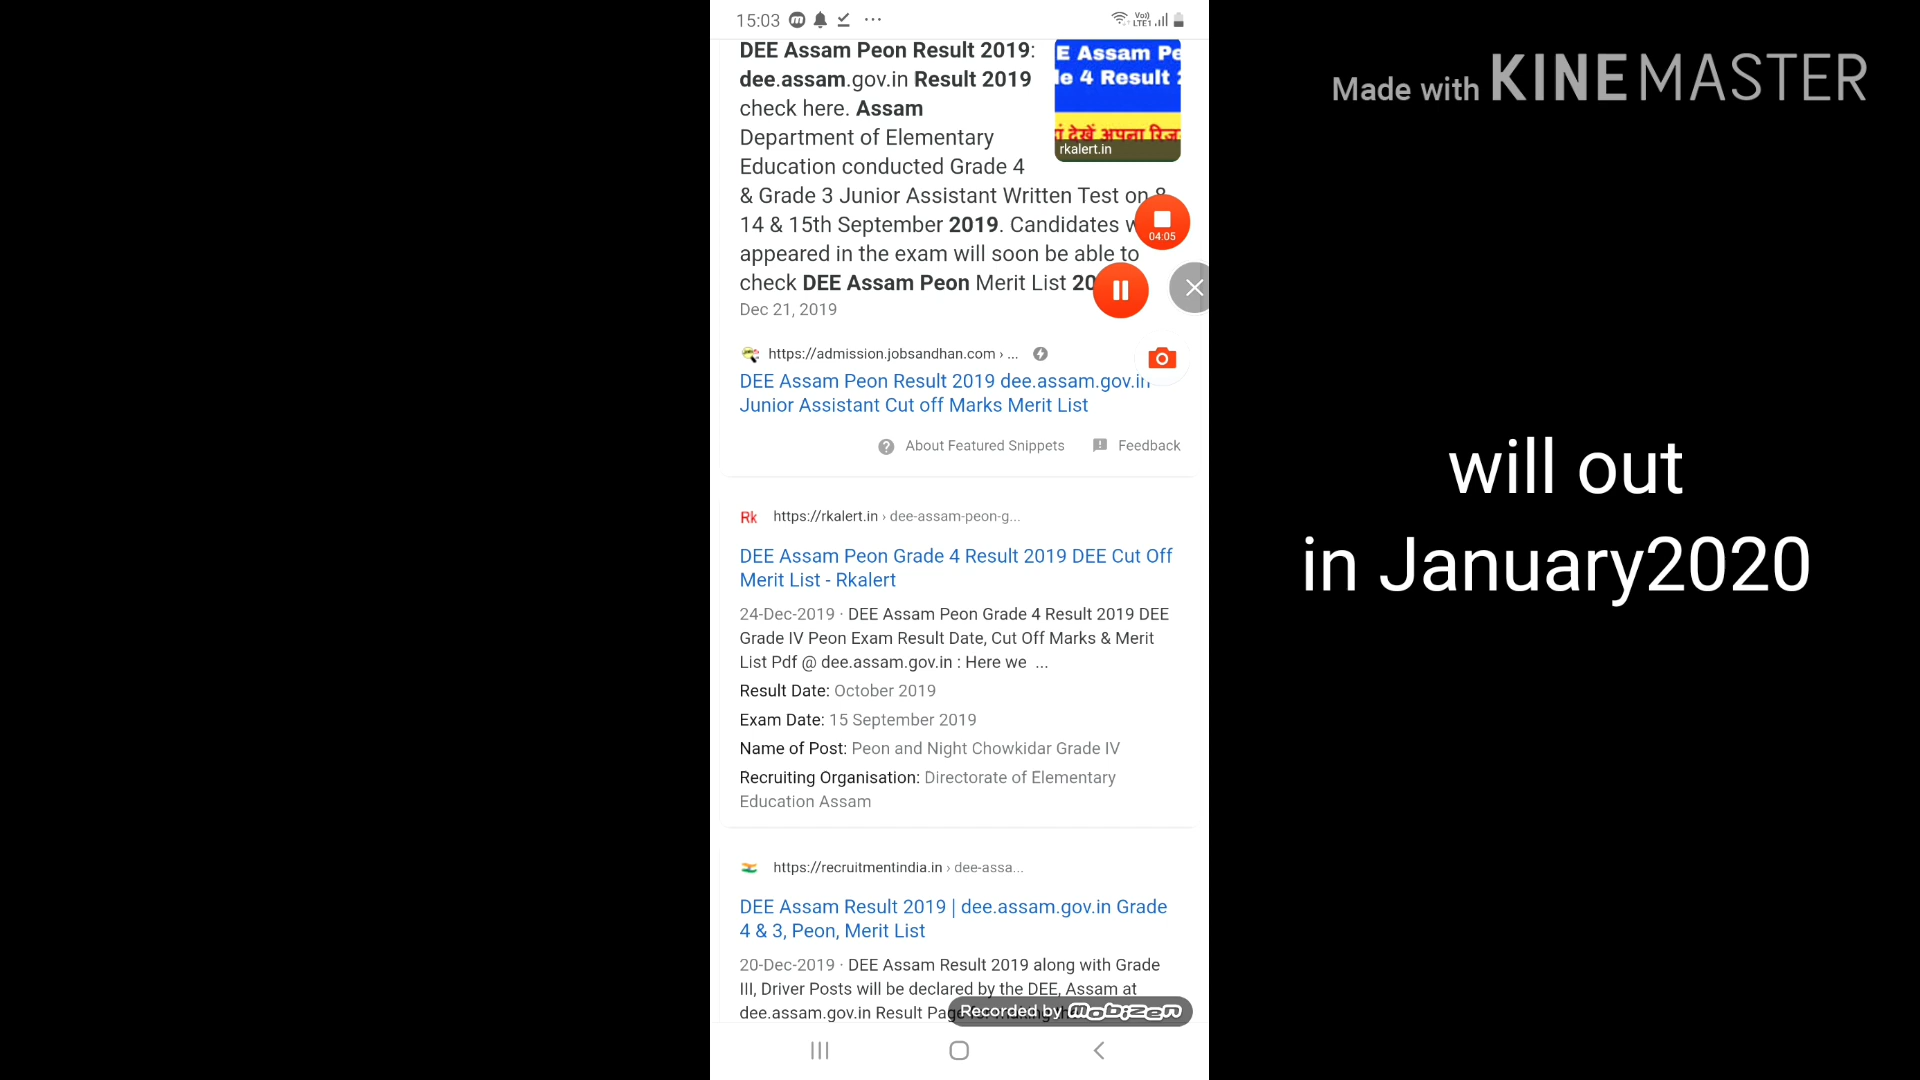 15:03
DEE Assam Peon Result 2019:
dee.assam.gov.in Result 2019
check here. Assam
Department of Elementary
Education conducted Grade 4
& Grade 3 Junior Assistant Written Test on 8,
14 & 15th September 2019. Candidates
appeared in the exam will soon be able to
check DEE Assam Peon Merit List
Dec 21, 2019
E Assam Pe
le 4 Result
देखें अपना
rkalert.in
04:05
https://admission.jobsandhan.com › ...
DEE Assam Peon Result 2019 dee.assam.gov.in
Junior Assistant Cut off Marks Merit List
About Featured Snippets
Feedback
Rk https://rkalert.in › dee-assam-peon-g...
DEE Assam Peon Grade 4 Result 2019 DEE Cut Off
Merit List - Rkalert
24-Dec-2019 · DEE Assam Peon Grade 4 Result 2019 DEE
Grade IV Peon Exam Result Date, Cut Off Marks & Merit
List Pdf @ dee.assam.gov.in : Here we ...
Result Date: October 2019
Exam Date: 15 September 2019
Name of Post: Peon and Night Chowkidar Grade IV
Recruiting Organisation: Directorate of Elementary
Education Assam
https://recruitmentindia.in › dee-assa...
DEE Assam Result 2019 | dee.assam.gov.in Grade
4 & 3, Peon, Merit List
20-Dec-2019 · DEE Assam Result 2019 along with Grade
III, Driver Posts will be declared by the DEE, Assam at
dee.assam.gov.in Result
Recorded by mobizen
Made with KINEMASTER
will out
in January2020